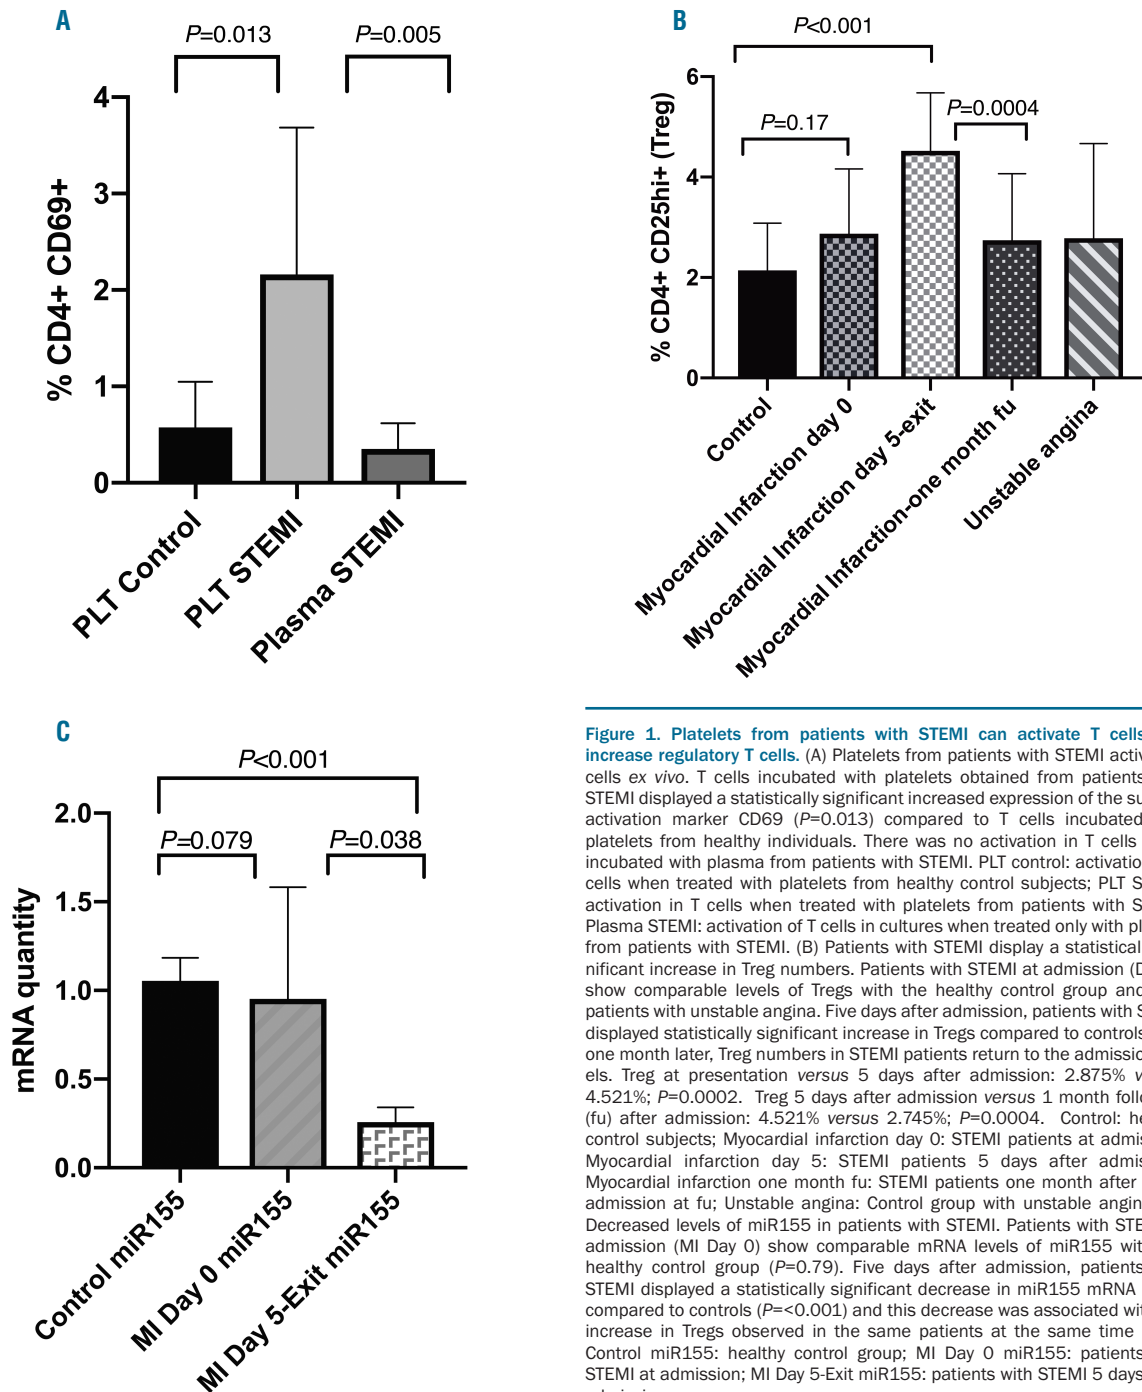 A
P=0.013
P=0.005
4
3
2
1
0
% CD4+ CD69+
PLT Control
PLT STEMI
Plasma STEMI
B
P<0.001
P=0.17
P=0.0004
6
4
2
0
% CD4+ CD25hi+ (Treg)
Control
Myocardial Infarction day 0
Myocardial Infarction day 5-exit
Myocardial Infarction-one month fu
Unstable angina
C
P<0.001
P=0.079
P=0.038
2.0
1.5
1.0
0.5
0.0
mRNA quantity
Control miR155
MI Day 0 miR155
MI Day 5-Exit miR155
Figure 1. Platelets from patients with STEMI can activate T cells
increase regulatory T cells. (A) Platelets from patients with STEMI activ
cells ex vivo. T cells incubated with platelets obtained from patients
STEMI displayed a statistically significant increased expression of the su
activation marker CD69 (P=0.013) compared to T cells incubated
platelets from healthy individuals. There was no activation in T cells
incubated with plasma from patients with STEMI. PLT control: activatio
cells when treated with platelets from healthy control subjects; PLT S
activation in T cells when treated with platelets from patients with S
Plasma STEMI: activation of T cells in cultures when treated only with pl
from patients with STEMI. (B) Patients with STEMI display a statistical
nificant increase in Treg numbers. Patients with STEMI at admission (D
show comparable levels of Tregs with the healthy control group and
patients with unstable angina. Five days after admission, patients with S
displayed statistically significant increase in Tregs compared to controls
one month later, Treg numbers in STEMI patients return to the admission
els. Treg at presentation versus 5 days after admission: 2.875% v
4.521%; P=0.0002. Treg 5 days after admission versus 1 month follo
(fu) after admission: 4.521% versus 2.745%; P=0.0004. Control: he
control subjects; Myocardial infarction day 0: STEMI patients at admis
Myocardial infarction day 5: STEMI patients 5 days after admis
Myocardial infarction one month fu: STEMI patients one month after
admission at fu; Unstable angina: Control group with unstable angin
Decreased levels of miR155 in patients with STEMI. Patients with STE
admission (MI Day 0) show comparable mRNA levels of miR155 wit
healthy control group (P=0.79). Five days after admission, patients
STEMI displayed a statistically significant decrease in miR155 mRNA
compared to controls (P=<0.001) and this decrease was associated wit
increase in Tregs observed in the same patients at the same time
Control miR155: healthy control group; MI Day 0 miR155: patients
STEMI at admission; MI Day 5-Exit miR155: patients with STEMI 5 days